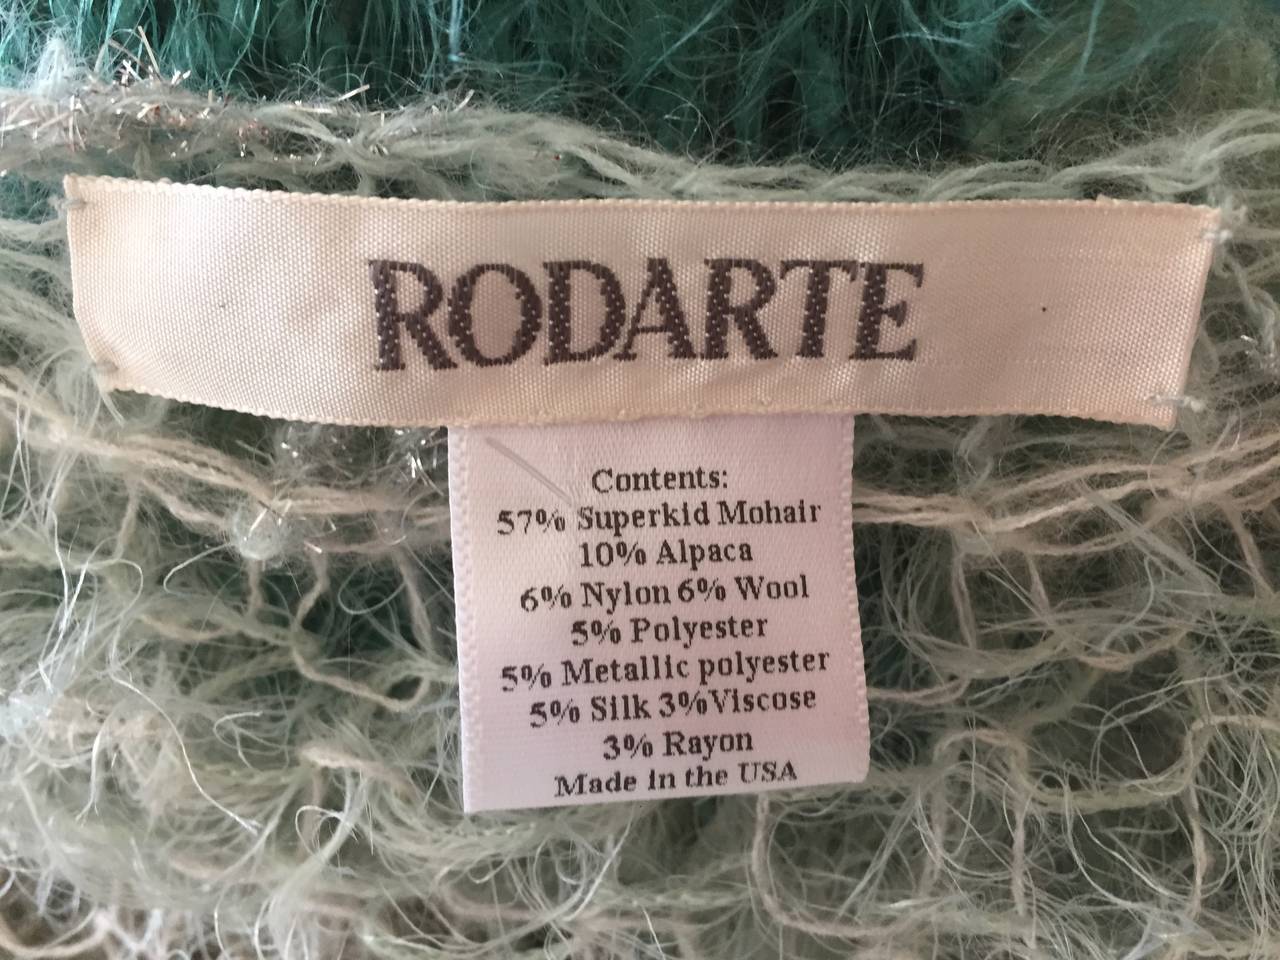 RODARTE
Contents:
57% Superkid Mohair
10% Alpaca
6% Nylon 6% Wool
5% Polyester
5% Metallic polyester
5% Silk 3%Viscose
3% Rayon
Made in the USA